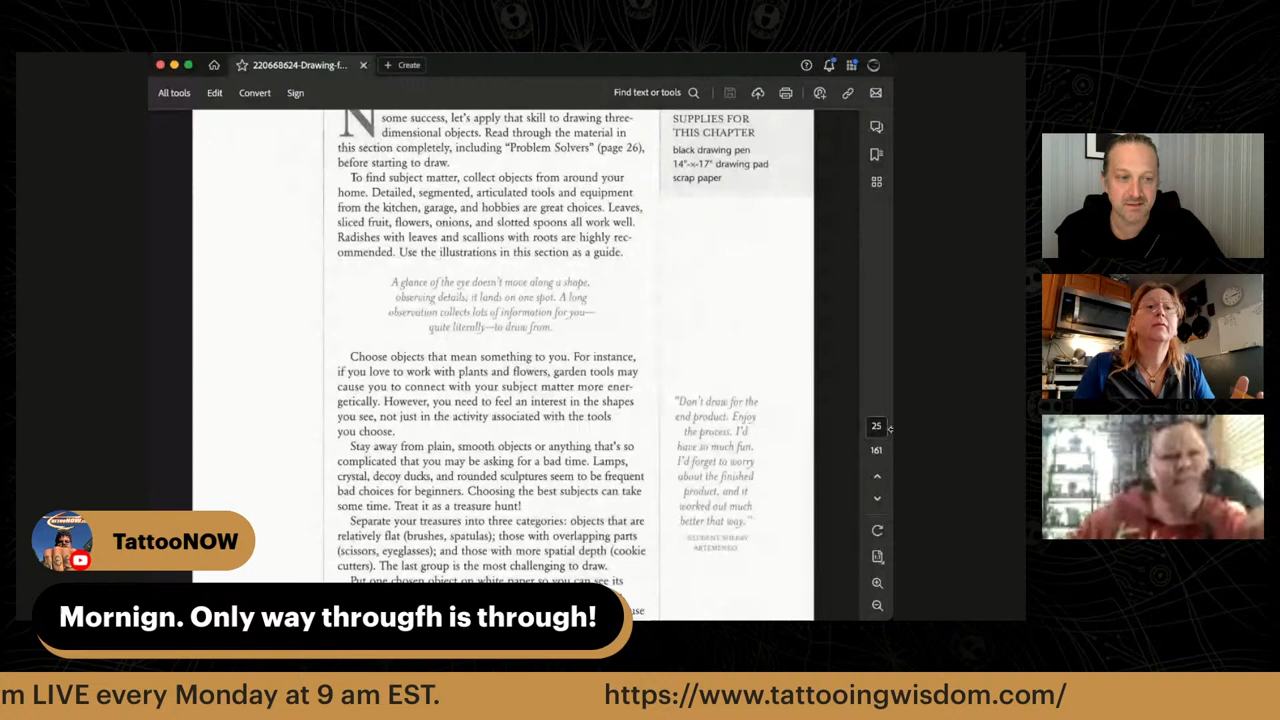 220668624-Drawing-f...
Create
All tools
Edit
Convert
Sign
Find text or tools
N
some success, let's apply that skill to drawing three-
dimensional objects. Read through the material in
this section completely, including "Problem Solvers" (page 26),
before starting to draw.
To find subject matter, collect objects from around your
home. Detailed, segmented, articulated tools and equipment
from the kitchen, garage, and hobbies are great choices. Leaves,
sliced fruit, flowers, onions, and slotted spoons all work well.
Radishes with leaves and scallions with roots are highly rec-
ommended. Use the illustrations in this section as a guide.
A glance of the eye doesn't move along a shape,
observing details, it lands on one spot. A long
observation collects lots of information for you—
quite literally—to draw from.
Choose objects that mean something to you. For instance,
if you love to work with plants and flowers, garden tools may
cause you to connect with your subject matter more ener-
getically. However, you need to feel an interest in the shapes
you see, not just in the activity associated with the tools
you choose.
Stay away from plain, smooth objects or anything that's so
complicated that you may be asking for a bad time. Lamps,
crystal, decoy ducks, and rounded sculptures seem to be frequent
bad choices for beginners. Choosing the best subjects can take
some time. Treat it as a treasure hunt!
Separate your treasures into three categories: objects that are
relatively flat (brushes, spatulas); those with overlapping parts
(scissors, eyeglasses); and those with more spatial depth (cookie
cutters). The last group is the most challenging to draw.
Put one chosen object on white paper so you can see its
SUPPLIES FOR
THIS CHAPTER
black drawing pen
14"-x-17" drawing pad
scrap paper
"Don't draw for the
end product. Enjoy
the process. I'd
have so much fun,
I'd forget to worry
about the finished
product, and it
worked out much
better that way."
STUDENT SHERRY
ARTEMENKO
25
161
TattooNOW
Mornign. Only way througfh is through!
m LIVE every Monday at 9 am EST.
https://www.tattooingwisdom.com/